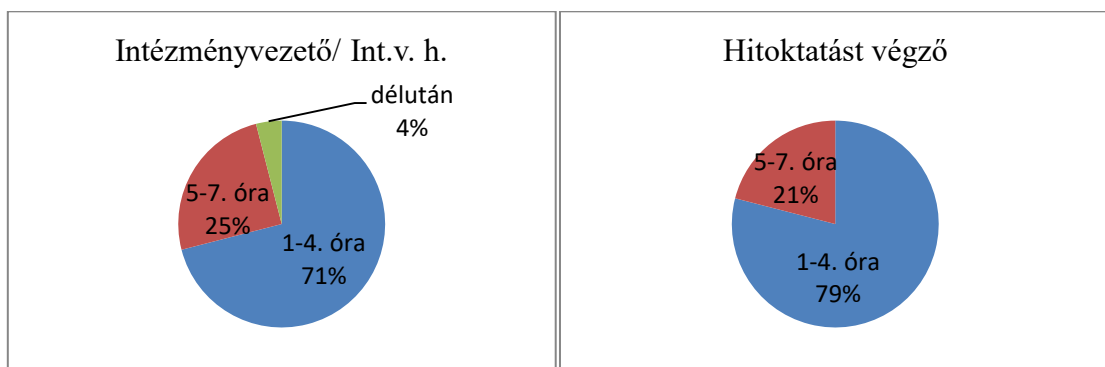 Intézményvezető/ Int.v. h.
délután
4%
5-7. óra
25%
1-4. óra
71%
Hitoktatást végző
5-7. óra
21%
1-4. óra
79%